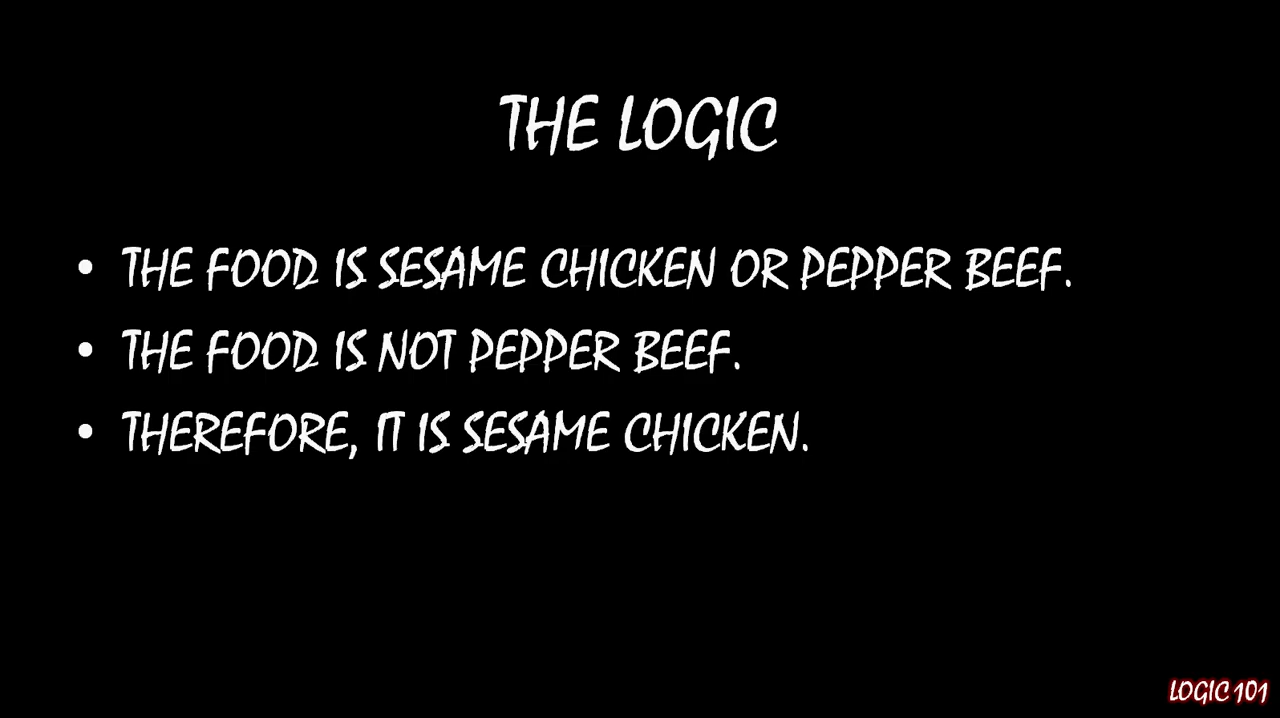 THE LOGIC
• THE FOOD IS SESAME CHICKEN OR PEPPER BEEF.
• THE FOOD IS NOT PEPPER BEEF.
• THEREFORE, IT IS SESAME CHICKEN.
LOGIC 101